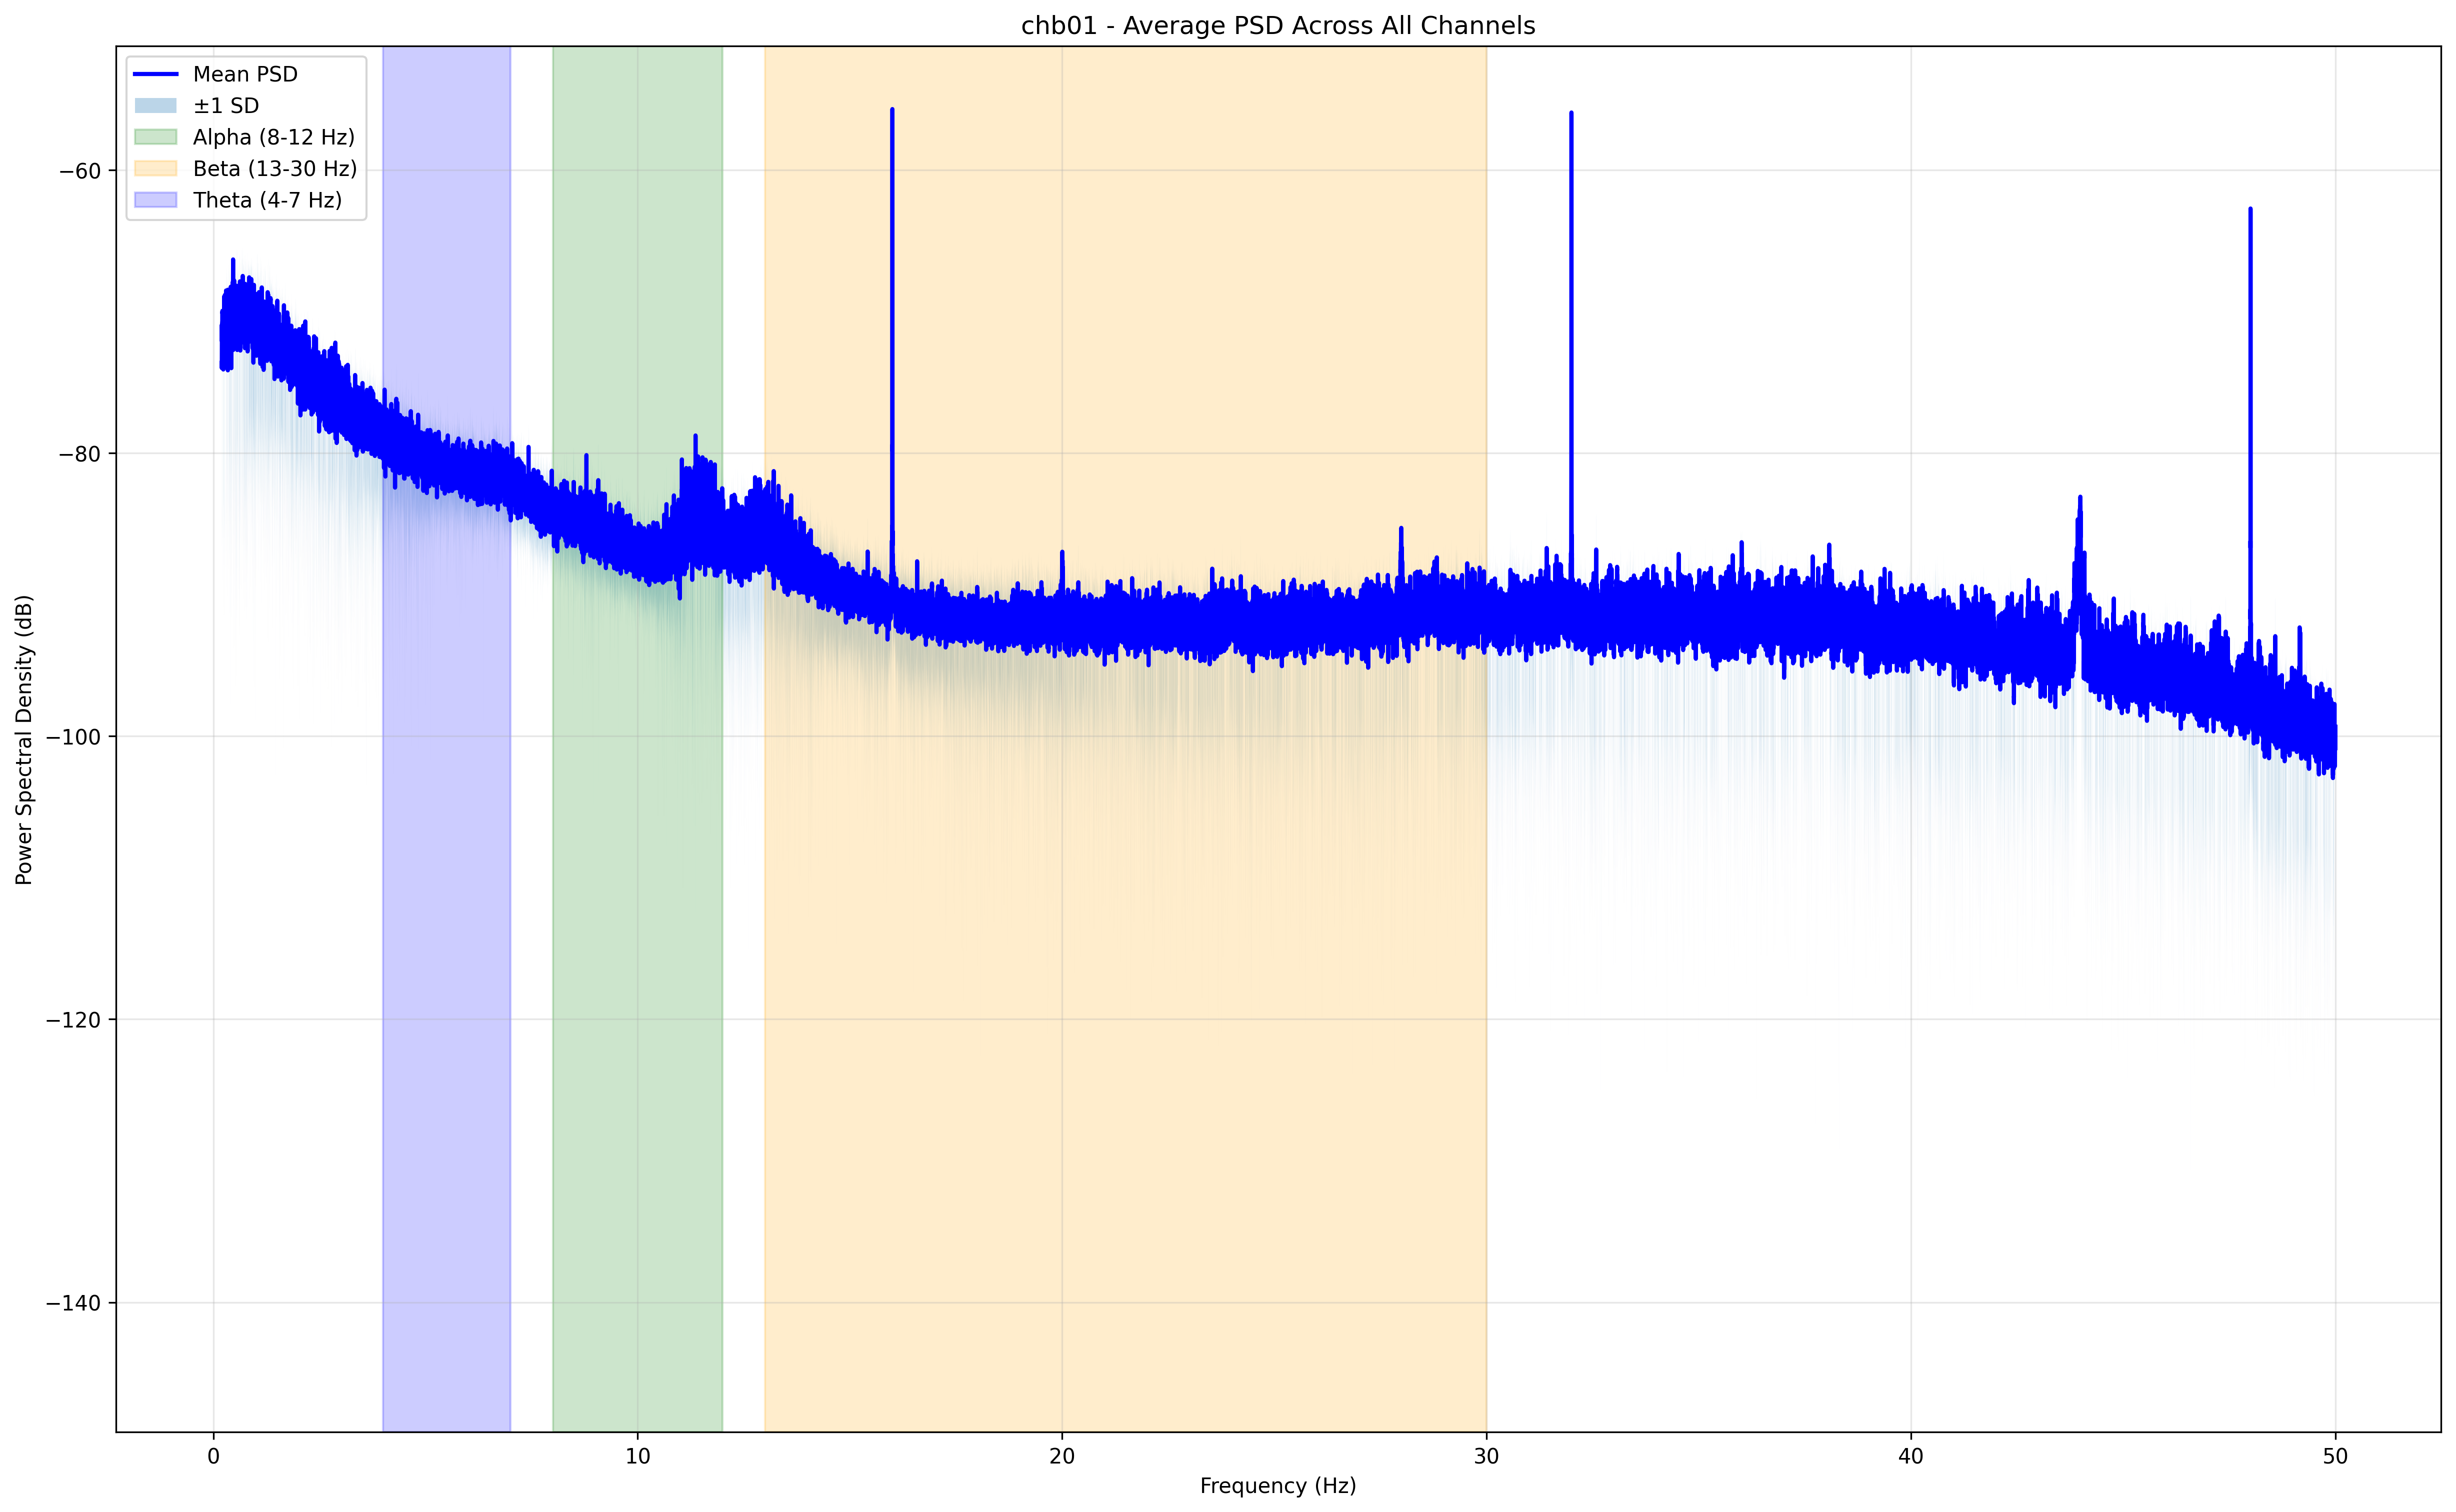 chb01 - Average PSD Across All Channels
Mean PSD
±1 SD
Alpha (8-12 Hz)
Beta (13-30 Hz)
Theta (4-7 Hz)
Power Spectral Density (dB)
−60
−80
−100
−120
−140
0
10
20
30
40
50
Frequency (Hz)